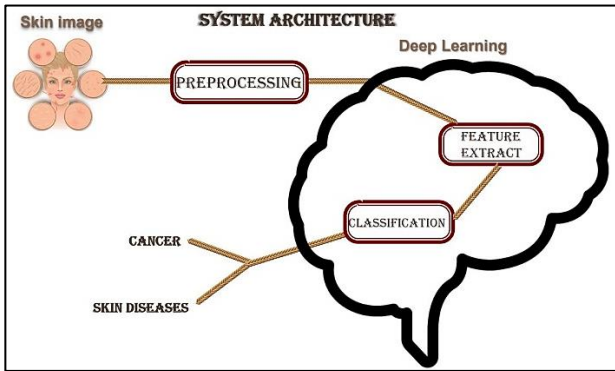 SYSTEM ARCHITECTURE
Skin image
Deep Learning
PREPROCESSING
FEATURE
EXTRACT
CLASSIFICATION
CANCER
SKIN DISEASES